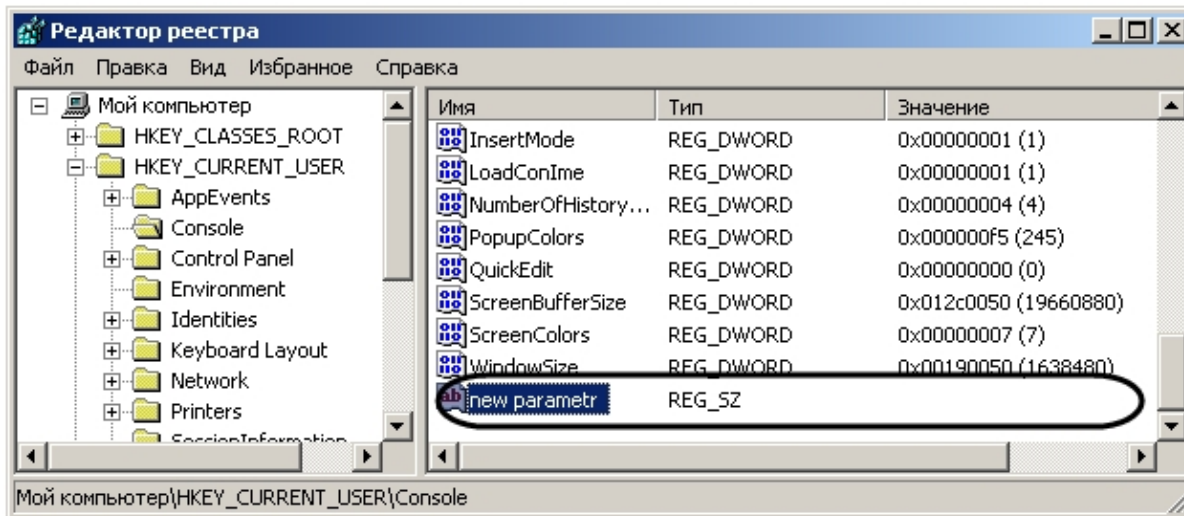 Редактор реестра
Файл Правка Вид Избранное Справка
Мой компьютер
HKEY_CLASSES_ROOT
HKEY_CURRENT_USER
AppEvents
Console
Control Panel
Environment
Identities
Keyboard Layout
Network
Printers
SessionInformation
Имя Тип Значение
InsertMode REG_DWORD 0x00000001 (1)
LoadConIme REG_DWORD 0x00000001 (1)
NumberOfHistory... REG_DWORD 0x00000004 (4)
PopupColors REG_DWORD 0x000000f5 (245)
QuickEdit REG_DWORD 0x00000000 (0)
ScreenBufferSize REG_DWORD 0x012c0050 (19660880)
ScreenColors REG_DWORD 0x00000007 (7)
WindowSize REG_DWORD 0x00190050 (1638480)
new parametr REG_SZ
Мой компьютер\HKEY_CURRENT_USER\Console